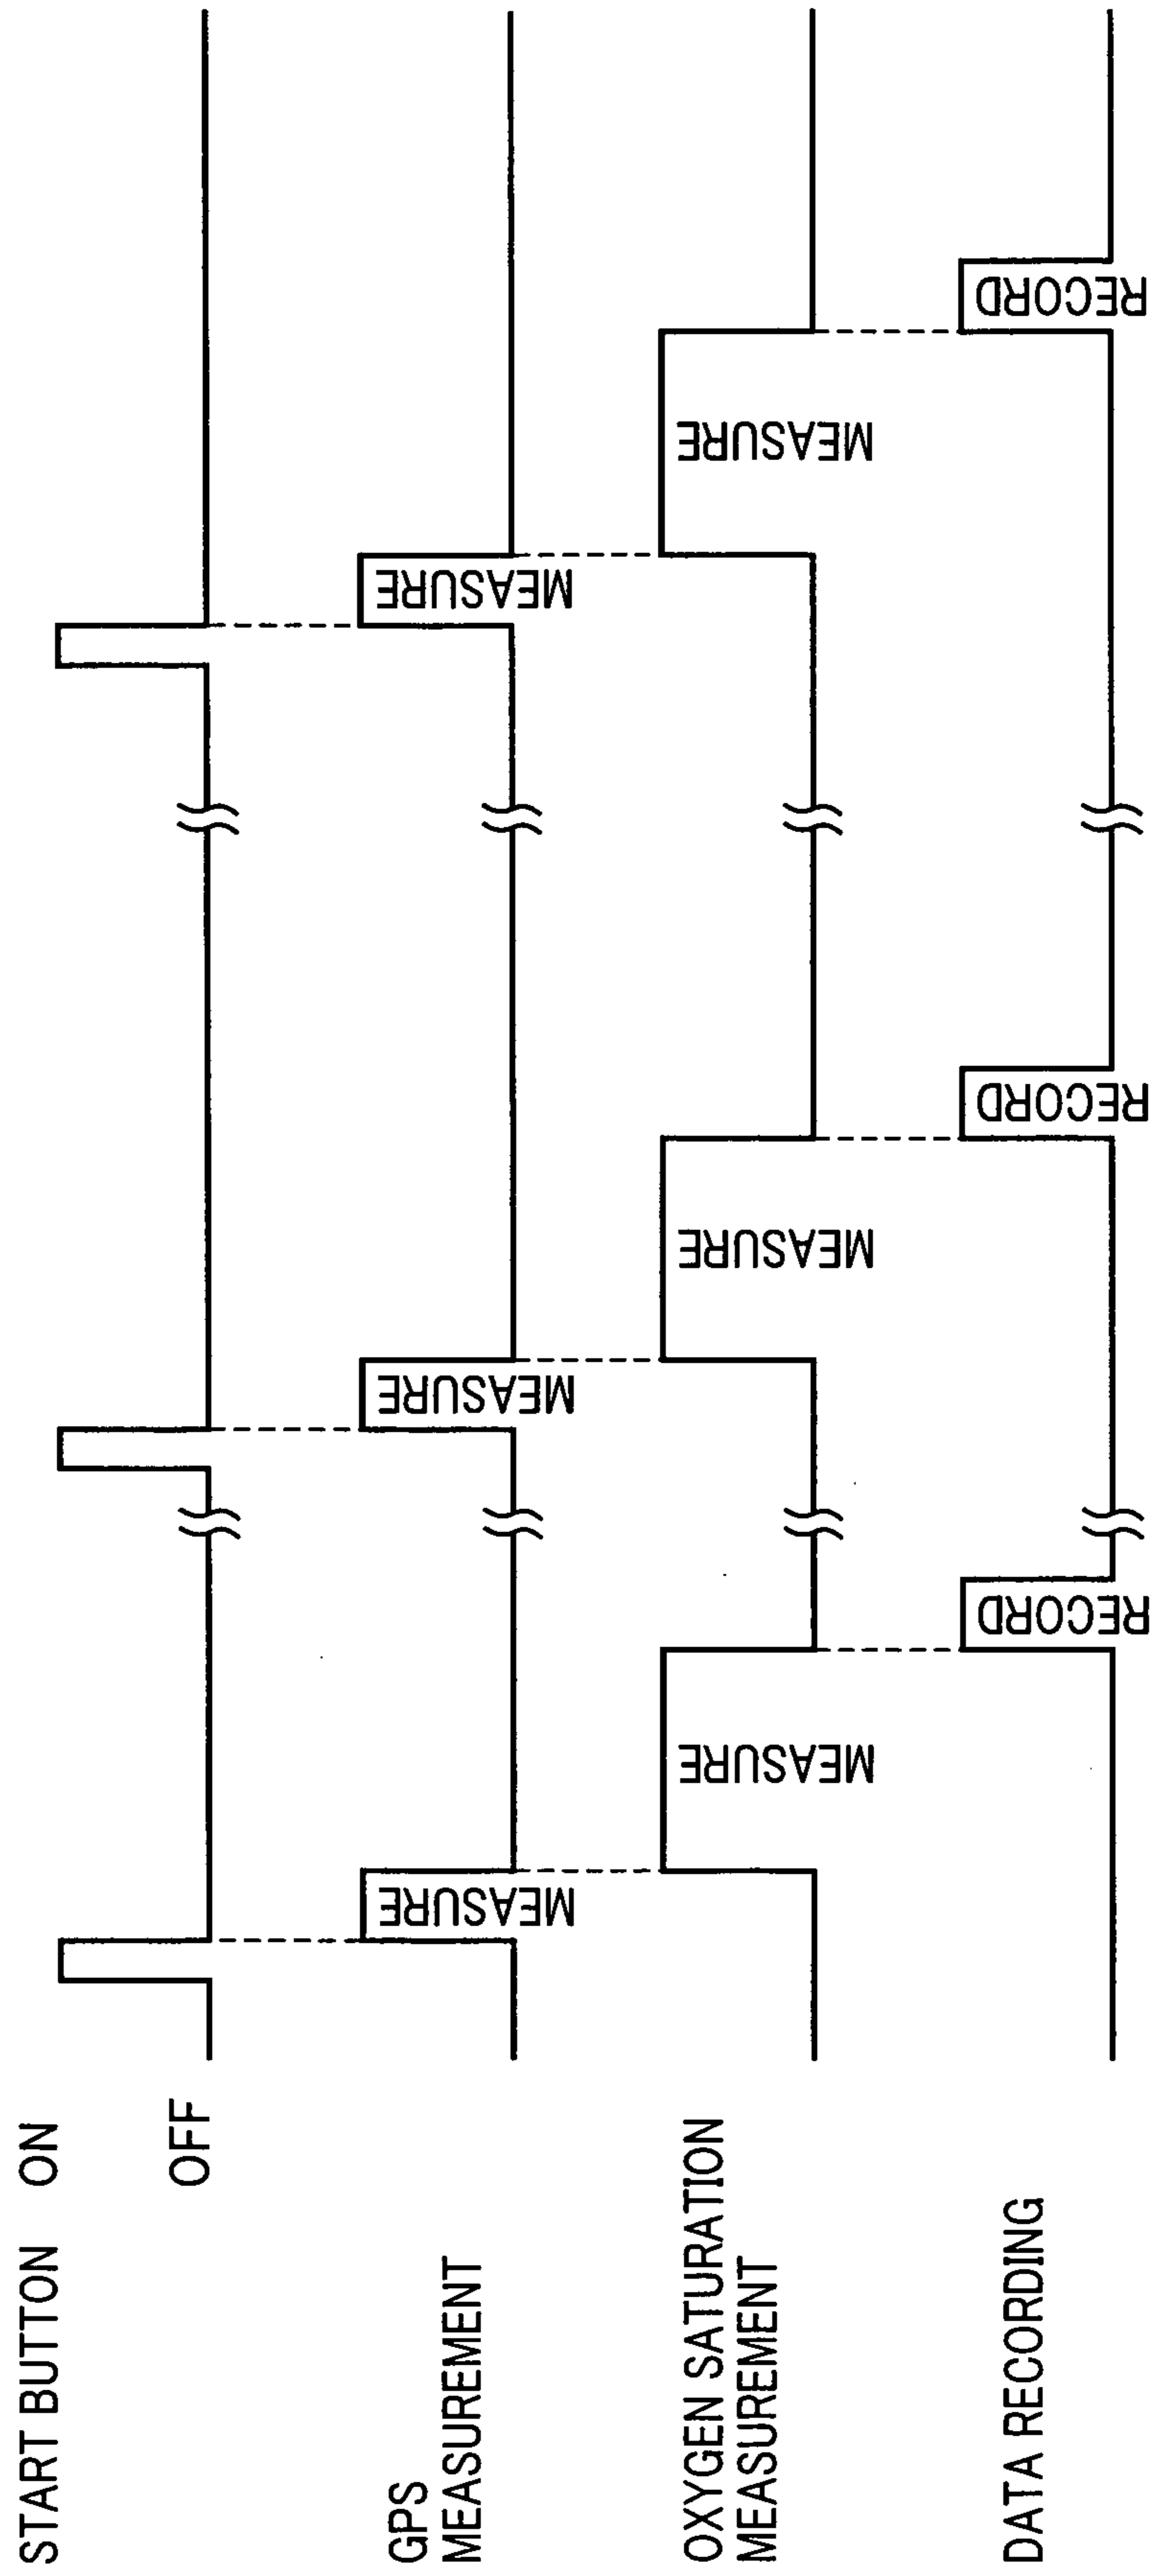 START BUTTON ON
OFF
GPS
MEASUREMENT
MEASURE
MEASURE
MEASURE
OXYGEN SATURATION
MEASUREMENT
MEASURE
MEASURE
MEASURE
DATA RECORDING
RECORD
RECORD
RECORD